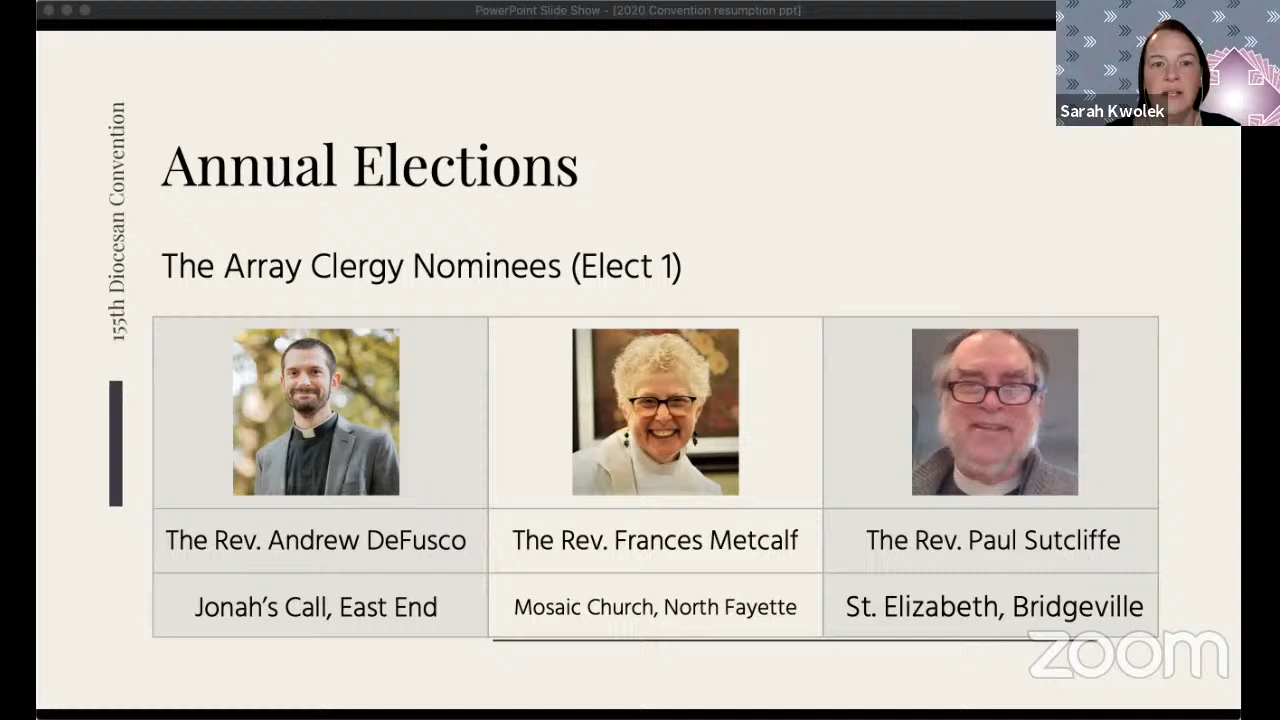 PowerPoint Slide Show - [2020 Convention resumption ppt]
Sarah Kwolek
155th Diocesan Convention
Annual Elections
The Array Clergy Nominees (Elect 1)
The Rev. Andrew DeFusco
The Rev. Frances Metcalf
The Rev. Paul Sutcliffe
Jonah's Call, East End
Mosaic Church, North Fayette
St. Elizabeth, Bridgeville
zoom